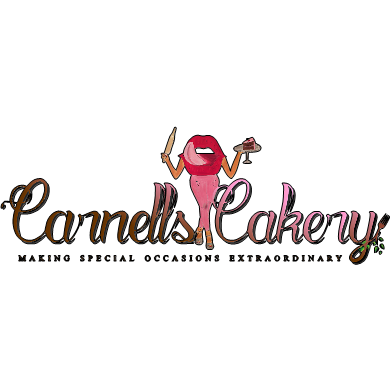 Carnells Cakery
MAKING SPECIAL OCCASIONS EXTRAORDINARY